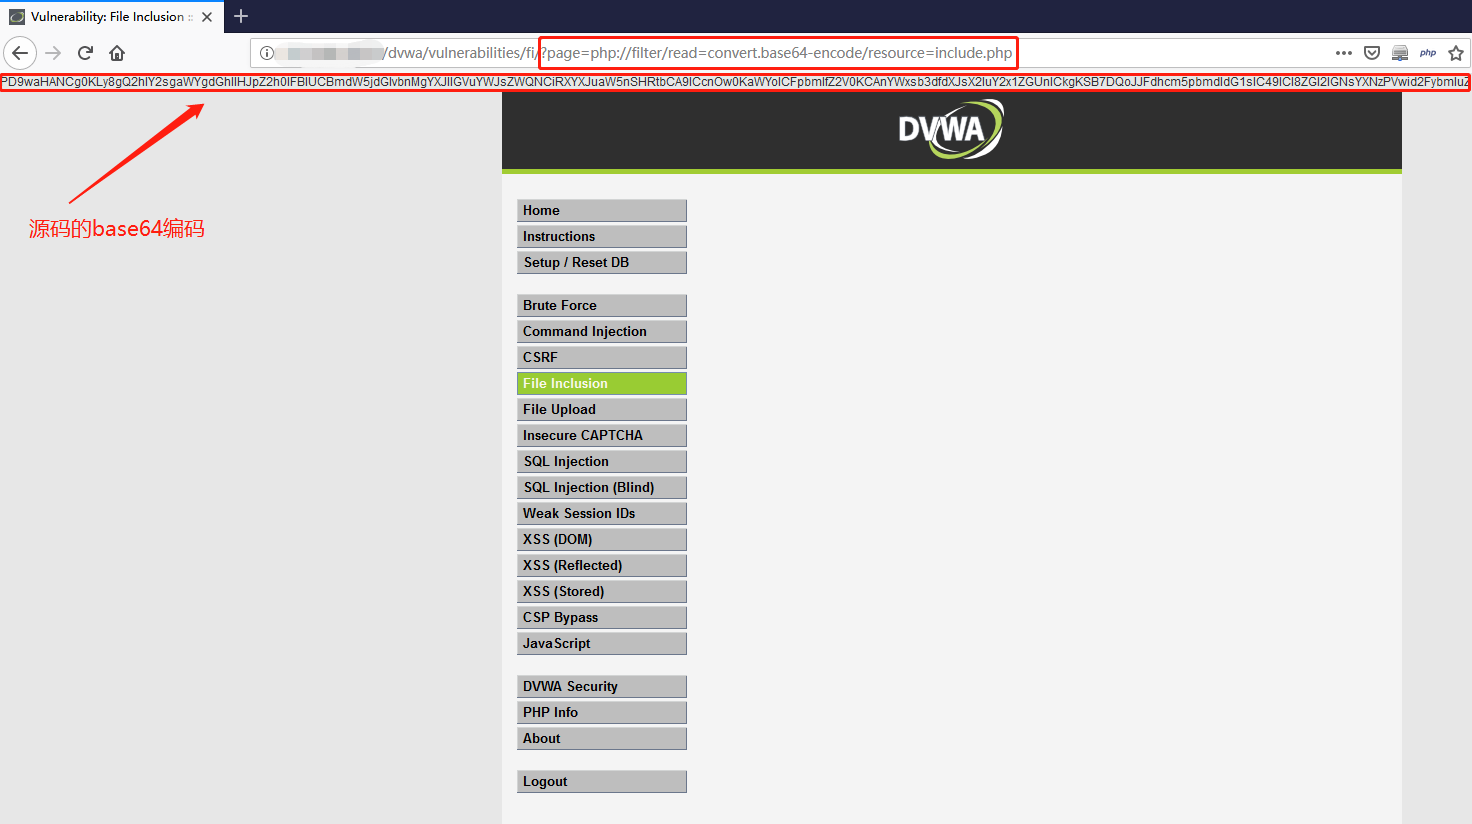 Vulnerability: File Inclusion ::
/dvwa/vulnerabilities/fi/?page=php://filter/read=convert.base64-encode/resource=include.php
php
DVWA
源码的base64编码
Home
Instructions
Setup / Reset DB
Brute Force
Command Injection
CSRF
File Inclusion
File Upload
Insecure CAPTCHA
SQL Injection
SQL Injection (Blind)
Weak Session IDs
XSS (DOM)
XSS (Reflected)
XSS (Stored)
CSP Bypass
JavaScript
DVWA Security
PHP Info
About
Logout